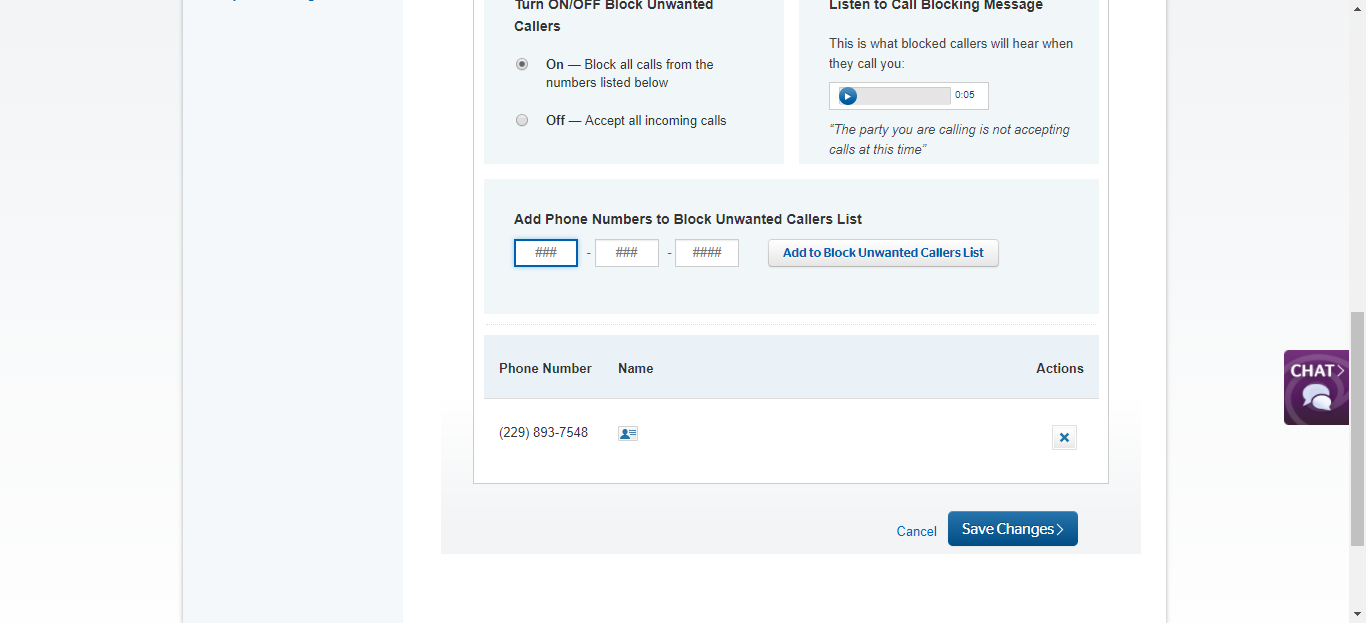 Turn ON/OFF Block Unwanted
Callers
On — Block all calls from the
numbers listed below
Off — Accept all incoming calls
Listen to Call Blocking Message
This is what blocked callers will hear when
they call you:
0:05
“The party you are calling is not accepting
calls at this time”
Add Phone Numbers to Block Unwanted Callers List
### - ### - #### Add to Block Unwanted Callers List
Phone Number Name Actions
(229) 893-7548
CHAT
Cancel Save Changes